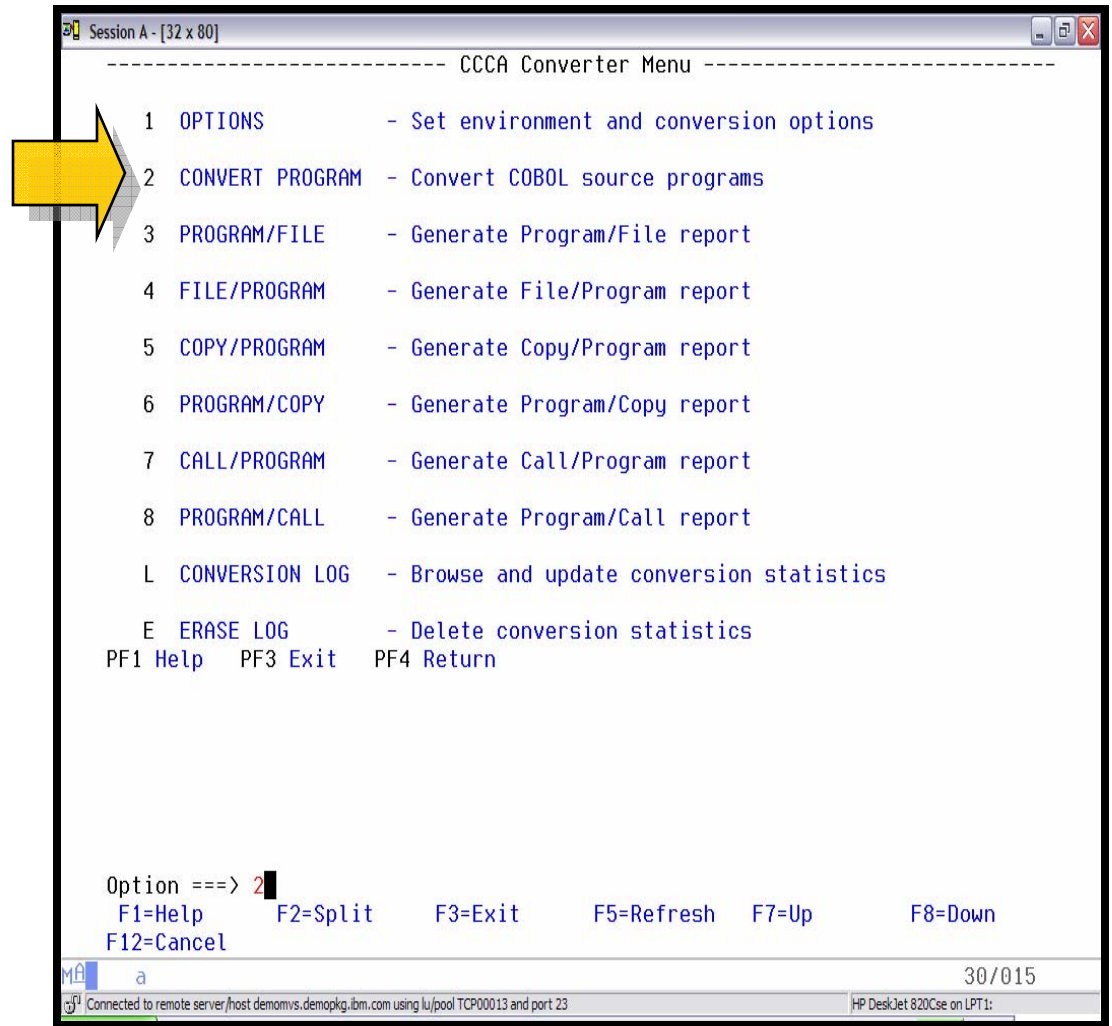 Session A - [32 x 80]
---------------------------- CCCA Converter Menu -----------------------------
1 OPTIONS - Set environment and conversion options
2 CONVERT PROGRAM - Convert COBOL source programs
3 PROGRAM/FILE - Generate Program/File report
4 FILE/PROGRAM - Generate File/Program report
5 COPY/PROGRAM - Generate Copy/Program report
6 PROGRAM/COPY - Generate Program/Copy report
7 CALL/PROGRAM - Generate Call/Program report
8 PROGRAM/CALL - Generate Program/Call report
L CONVERSION LOG - Browse and update conversion statistics
E ERASE LOG - Delete conversion statistics
PF1 Help PF3 Exit PF4 Return
Option ===> 2
F1=Help F2=Split F3=Exit F5=Refresh F7=Up F8=Down
F12=Cancel
MA a 30/015
Connected to remote server/host demomvs.demopkg.ibm.com using lu/pool TCP00013 and port 23 HP DeskJet 820Cse on LPT1: